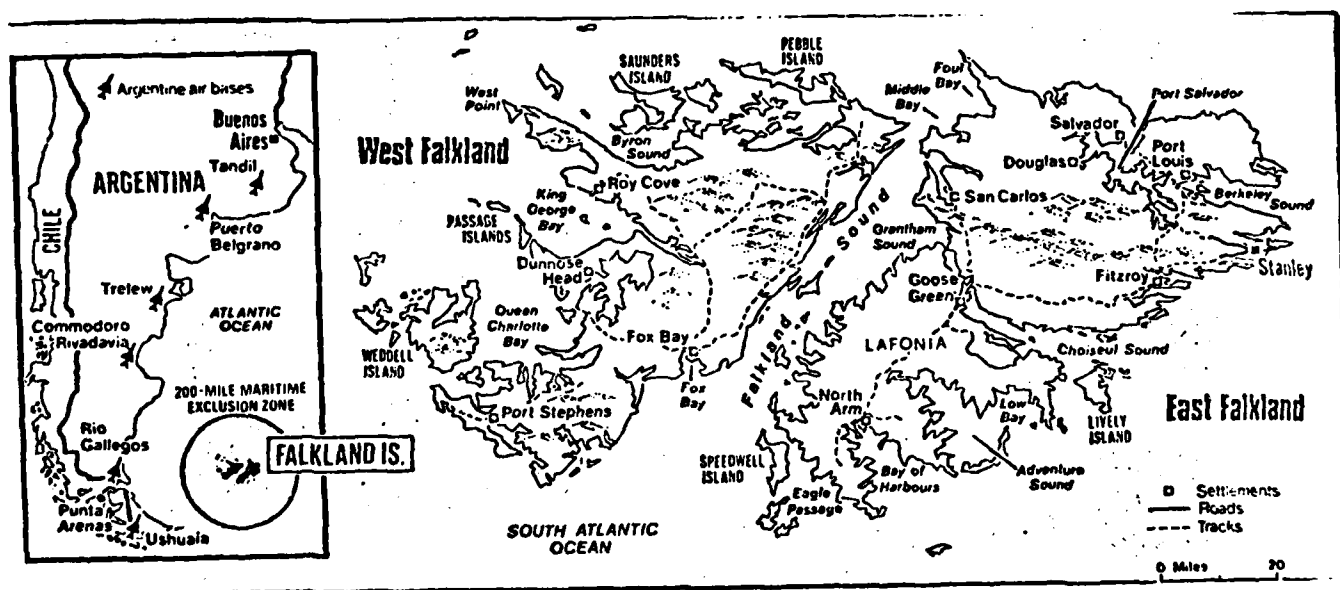 Argentine air bases
Buenos
Aires
Tandil
ARGENTINA
CHILE
Puerto
Belgrano
Trelew
ATLANTIC
OCEAN
Commodoro
Rivadavia
200-MILE MARITIME
EXCLUSION ZONE
Rio
Gallegos
FALKLAND IS.
Punta
Arenas
Ushuaia
West Falkland
West
Point
SAUNDERS
ISLAND
PEBBLE
ISLAND
Byron
Sound
Roy Cove
King
George
Bay
PASSAGE
ISLANDS
Dunnose
Head
Queen
Charlotte
Bay
WEDDELL
ISLAND
Fox Bay
Fox
Bay
Port Stephens
Falkland Sound
SOUTH ATLANTIC
OCEAN
Foul
Bay
Middle
Bay
Port Salvador
Salvador
Douglas
Port
Louis
Berkeley
Sound
San Carlos
Grantham
Sound
Goose
Green
Fitzroy
Stanley
LAFONIA
Choiseul Sound
North
Arm
Low
Bay
LIVELY
ISLAND
East Falkland
SPEEDWELL
ISLAND
Eagle
Passage
Bay of
Harbours
Adventure
Sound
Settlements
Roads
Tracks
0 Miles 20